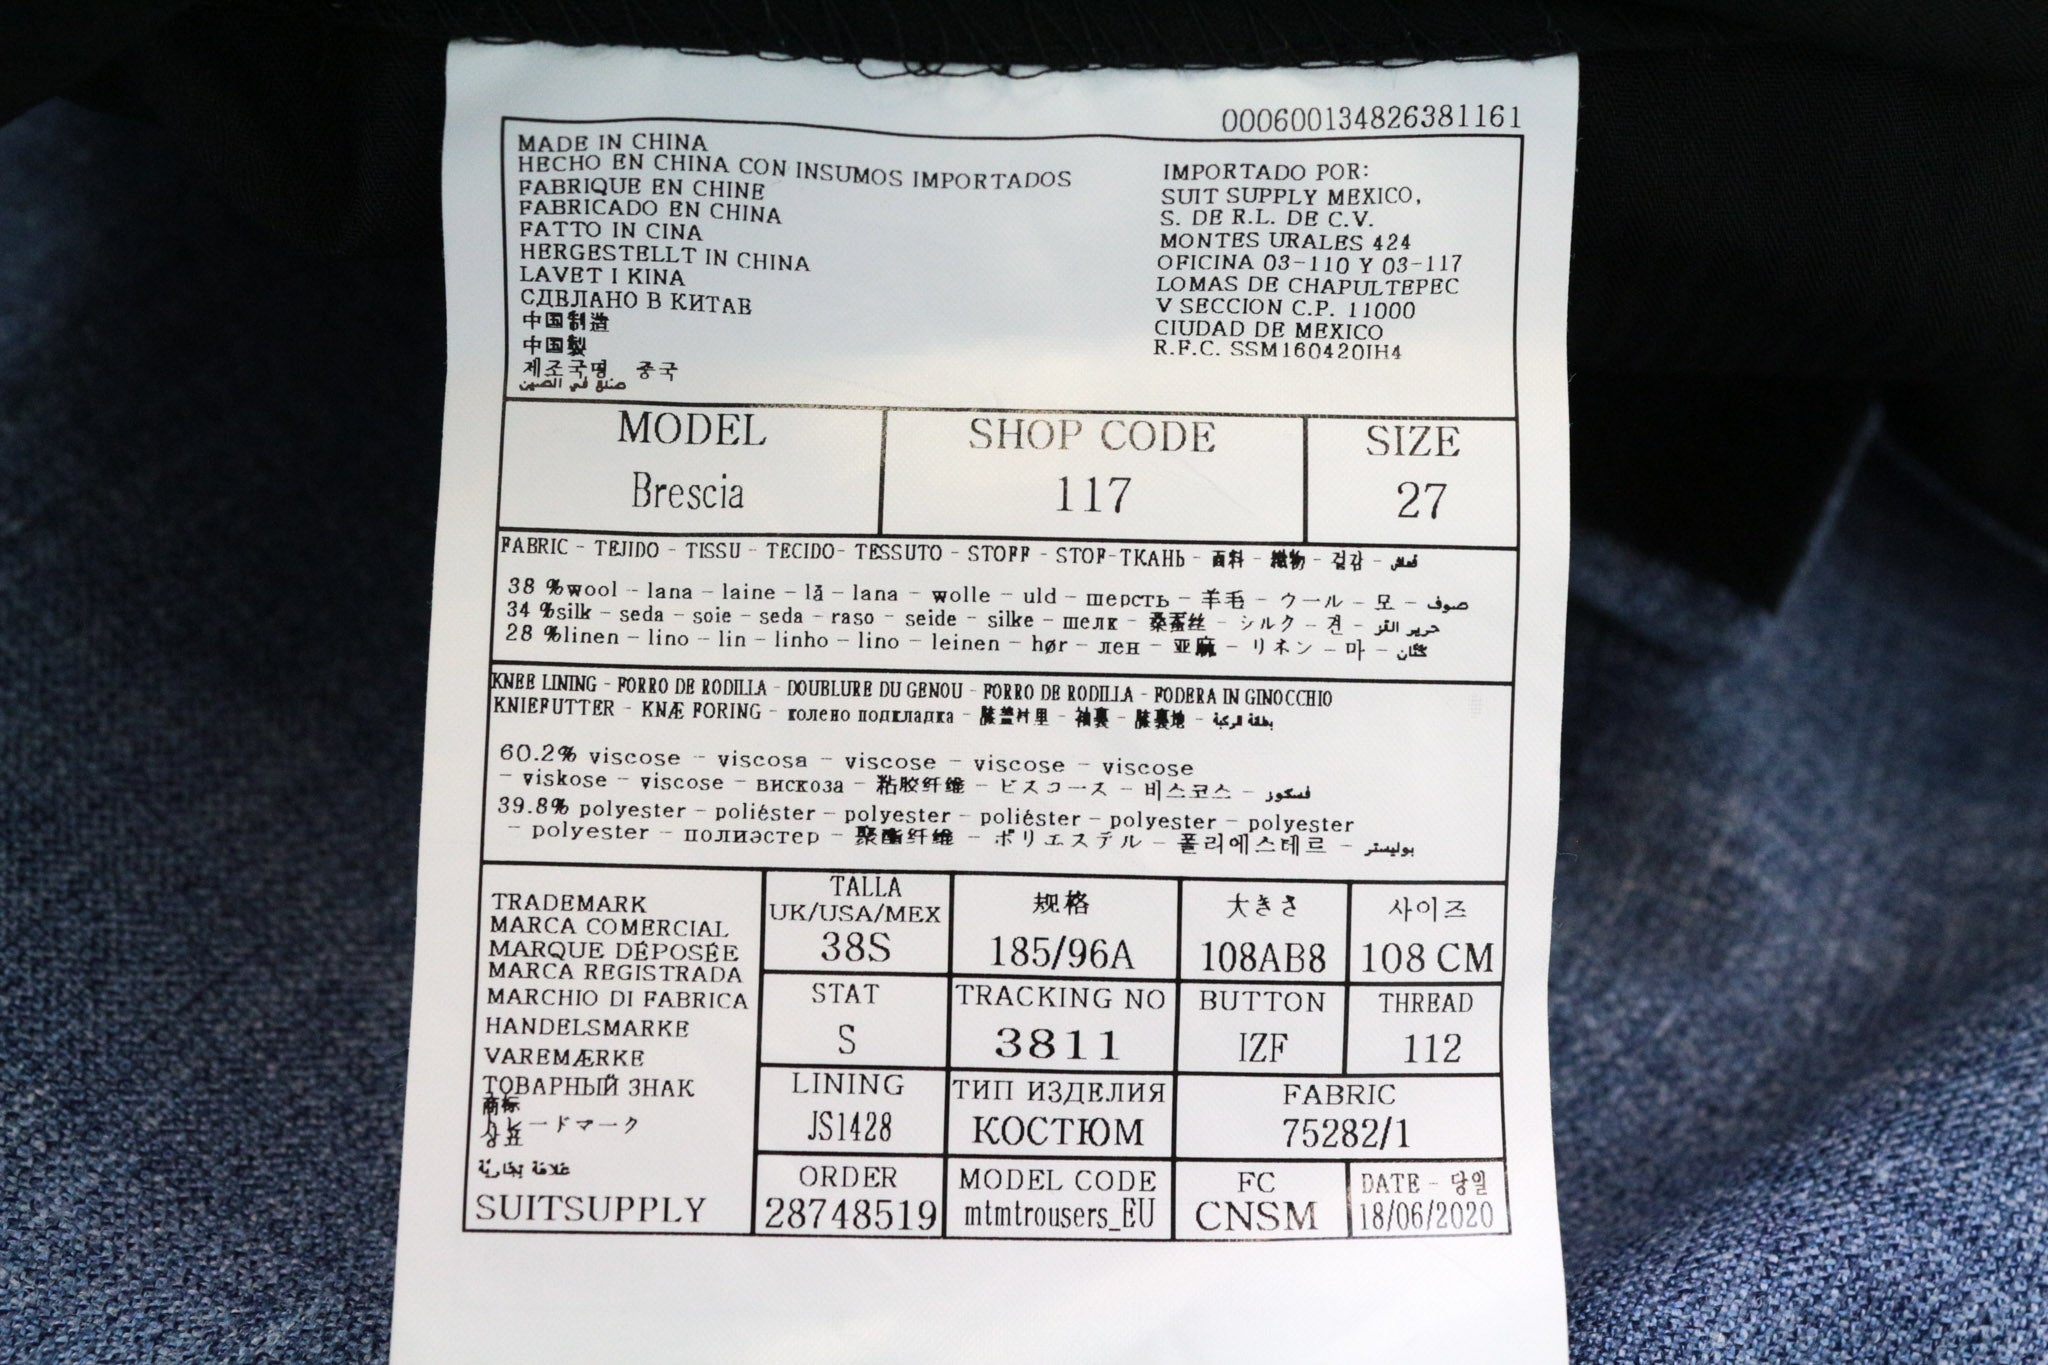 000600134826381161
MADE IN CHINA
HECHO EN CHINA CON INSUMOS IMPORTADOS
FABRIQUE EN CHINE
FABRICADO EN CHINA
FATTO IN CINA
HERGESTELLT IN CHINA
LAVET I KINA
СДЕЛАНО В КИТАЕ
中国制造
中国製
제조국명 중국
صنع في الصين
IMPORTADO POR:
SUIT SUPPLY MEXICO,
S. DE R.L. DE C.V.
MONTES URALES 424
OFICINA 03-110 Y 03-117
LOMAS DE CHAPULTEPEC
V SECCION C.P. 11000
CIUDAD DE MEXICO
R.F.C. SSM160420IH4
MODEL
Brescia
SHOP CODE
117
SIZE
27
FABRIC - TEJIDO - TISSU - TECIDO- TESSUTO - STOFF - STOF-ТКАНЬ - 面料 - 織物 - 겉감 - قماش
38 %wool - lana - laine - lã - lana - wolle - uld - шерсть - 羊毛 - ウール - 모 - صوف
34 %silk - seda - soie - seda - raso - seide - silke - шелк - 桑蚕丝 - シルク - 견 - حرير القز
28 %linen - lino - lin - linho - lino - leinen - hør - лен - 亚麻 - リネン - 마 - كتان
KNEE LINING - FORRO DE RODILLA - DOUBLURE DU GENOU - FORRO DE RODILLA - FODERA IN GINOCCHIO
KNIEFUTTER - KNÆ FORING - колено подкладка - 膝盖衬里 - 袖裏 - 膝裏地 - بطانة الركبة
60.2% viscose - viscosa - viscose - viscose - viscose
- viskose - viscose - вискоза - 粘胶纤维 - ビスコース - 비스코스 - فسكوز
39.8% polyester - poliéster - polyester - poliéster - polyester - polyester
- polyester - полиэстер - 聚酯纤维 - ポリエステル - 폴리에스테르 - بوليستر
TRADEMARK
MARCA COMERCIAL
MARQUE DÉPOSÉE
MARCA REGISTRADA
MARCHIO DI FABRICA
HANDELSMARKE
VAREMÆRKE
ТОВАРНЫЙ ЗНАК
商标
トレードマーク
상표
علامة تجارية
SUITSUPPLY
TALLA
UK/USA/MEX
38S
规格
185/96A
大きさ
108AB8
사이즈
108 CM
STAT
S
TRACKING NO
3811
BUTTON
IZF
THREAD
112
LINING
JS1428
ТИП ИЗДЕЛИЯ
КОСТЮМ
FABRIC
75282/1
ORDER
28748519
MODEL CODE
mtmtrousers_EU
FC
CNSM
DATE - 당일
18/06/2020